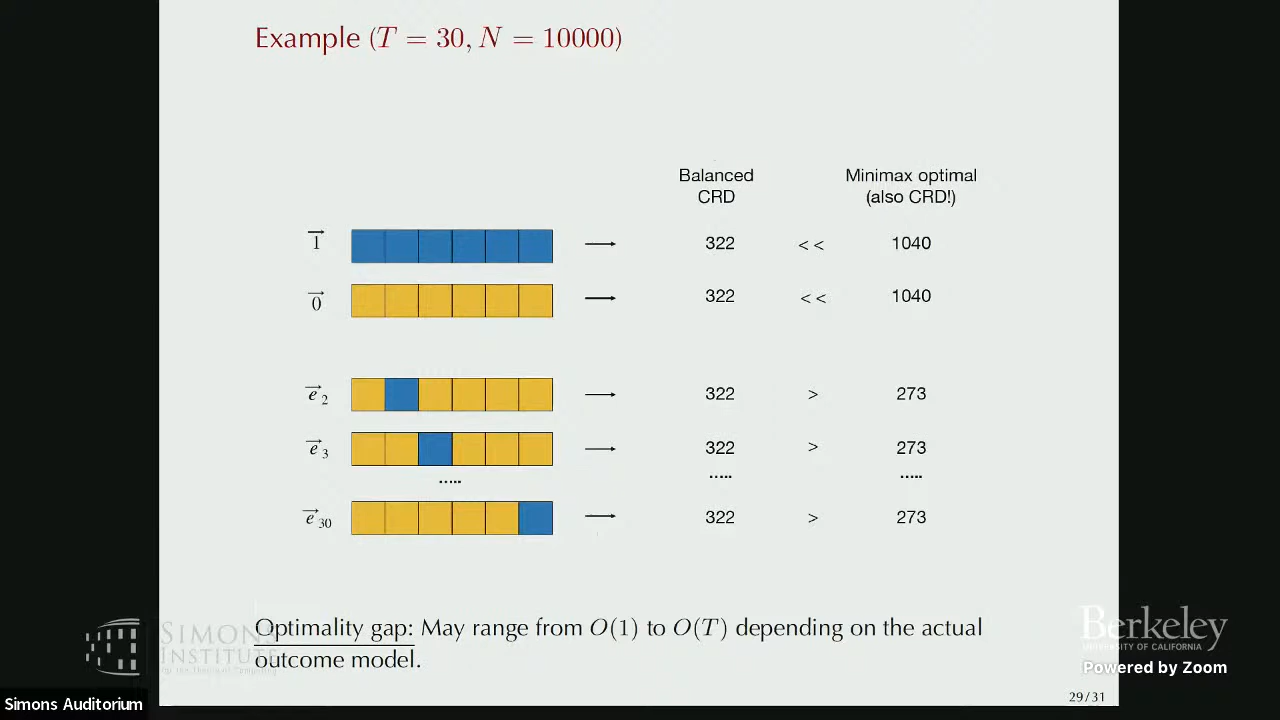 Example (T = 30, N = 10000)
Balanced CRD
Minimax optimal (also CRD!)
1⃗ → 322 << 1040
0⃗ → 322 << 1040
e⃗₂ → 322 > 273
e⃗₃ → 322 > 273
..... ..... .....
e⃗₃₀ → 322 > 273
Optimality gap: May range from O(1) to O(T) depending on the actual
outcome model.
SIMONS
INSTITUTE
Berkeley
UNIVERSITY OF CALIFORNIA
Powered by Zoom
29/31
Simons Auditorium